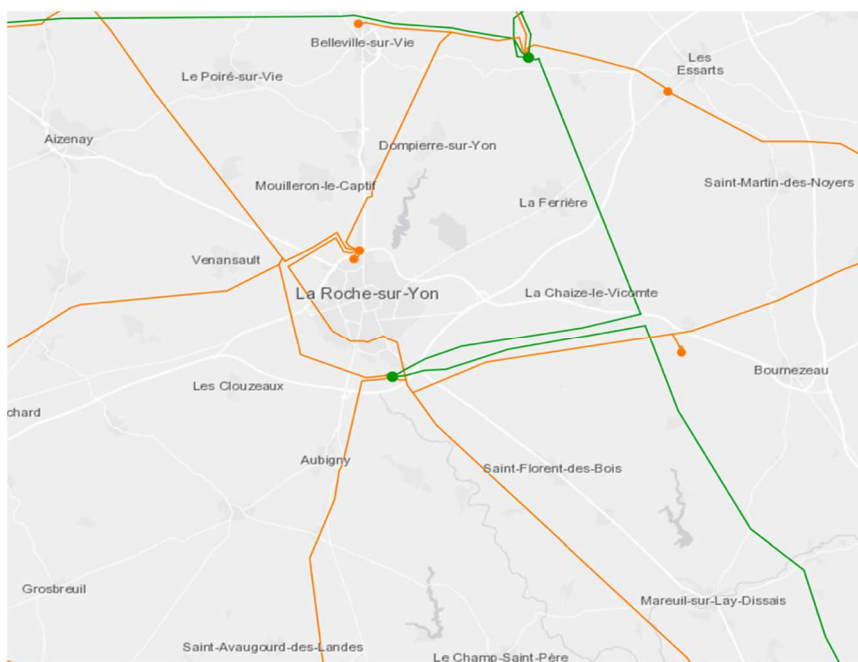 Belleville-sur-Vie
Les
Essarts
Le Poiré-sur-Vie
Aizenay
Dompierre-sur-Yon
Mouilleron-le-Captif
Saint-Martin-des-Noyers
La Ferrière
Venansault
La Roche-sur-Yon
La Chaize-le-Vicomte
Bournezeau
Les Clouzeaux
chard
Aubigny
Saint-Florent-des-Bois
Grosbreuil
Mareuil-sur-Lay-Dissais
Saint-Avaugourd-des-Landes
Le Champ-Saint-Père